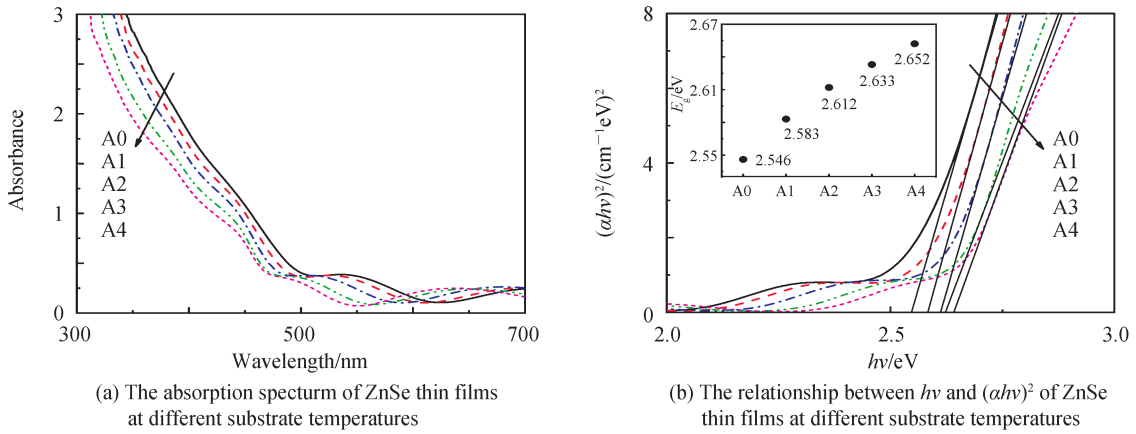 3
2
1
0
Absorbance
A0
A1
A2
A3
A4
300
500
700
Wavelength/nm
(a) The absorption specturm of ZnSe thin films
at different substrate temperatures
8
4
0
(αhν)²/(cm⁻¹eV)²
2.67
2.61
2.55
Eg/eV
2.546
2.583
2.612
2.633
2.652
A0 A1 A2 A3 A4
A0
A1
A2
A3
A4
2.0
2.5
3.0
hν/eV
(b) The relationship between hν and (αhν)² of ZnSe
thin films at different substrate temperatures